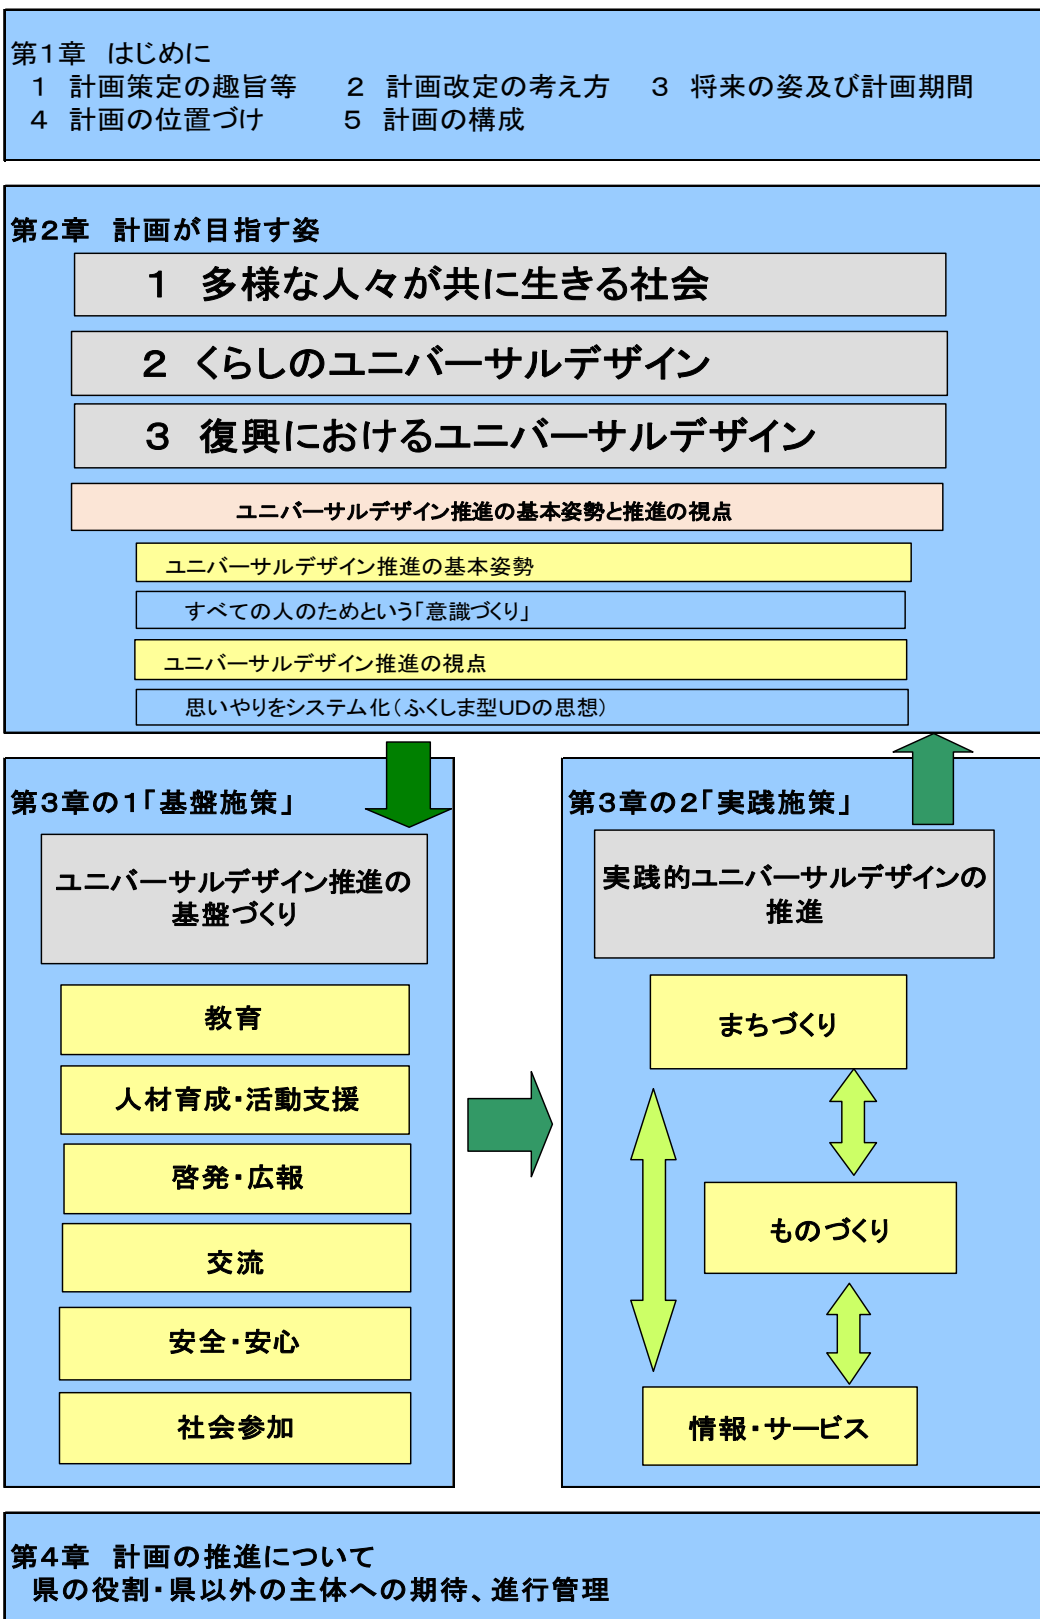 第１章　はじめに
１　計画策定の趣旨等　　２　計画改定の考え方　３　将来の姿及び計画期間
４　計画の位置づけ　　　５　計画の構成
第２章　計画が目指す姿
１　多様な人々が共に生きる社会
２　くらしのユニバーサルデザイン
３　復興におけるユニバーサルデザイン
ユニバーサルデザイン推進の基本姿勢と推進の視点
ユニバーサルデザイン推進の基本姿勢
すべての人のためという「意識づくり」
ユニバーサルデザイン推進の視点
思いやりをシステム化（ふくしま型ＵＤの思想）
第３章の１「基盤施策」
ユニバーサルデザイン推進の
基盤づくり
教育
人材育成・活動支援
啓発・広報
交流
安全・安心
社会参加
第３章の２「実践施策」
実践的ユニバーサルデザインの
推進
まちづくり
ものづくり
情報・サービス
第４章　計画の推進について
県の役割・県以外の主体への期待、進行管理